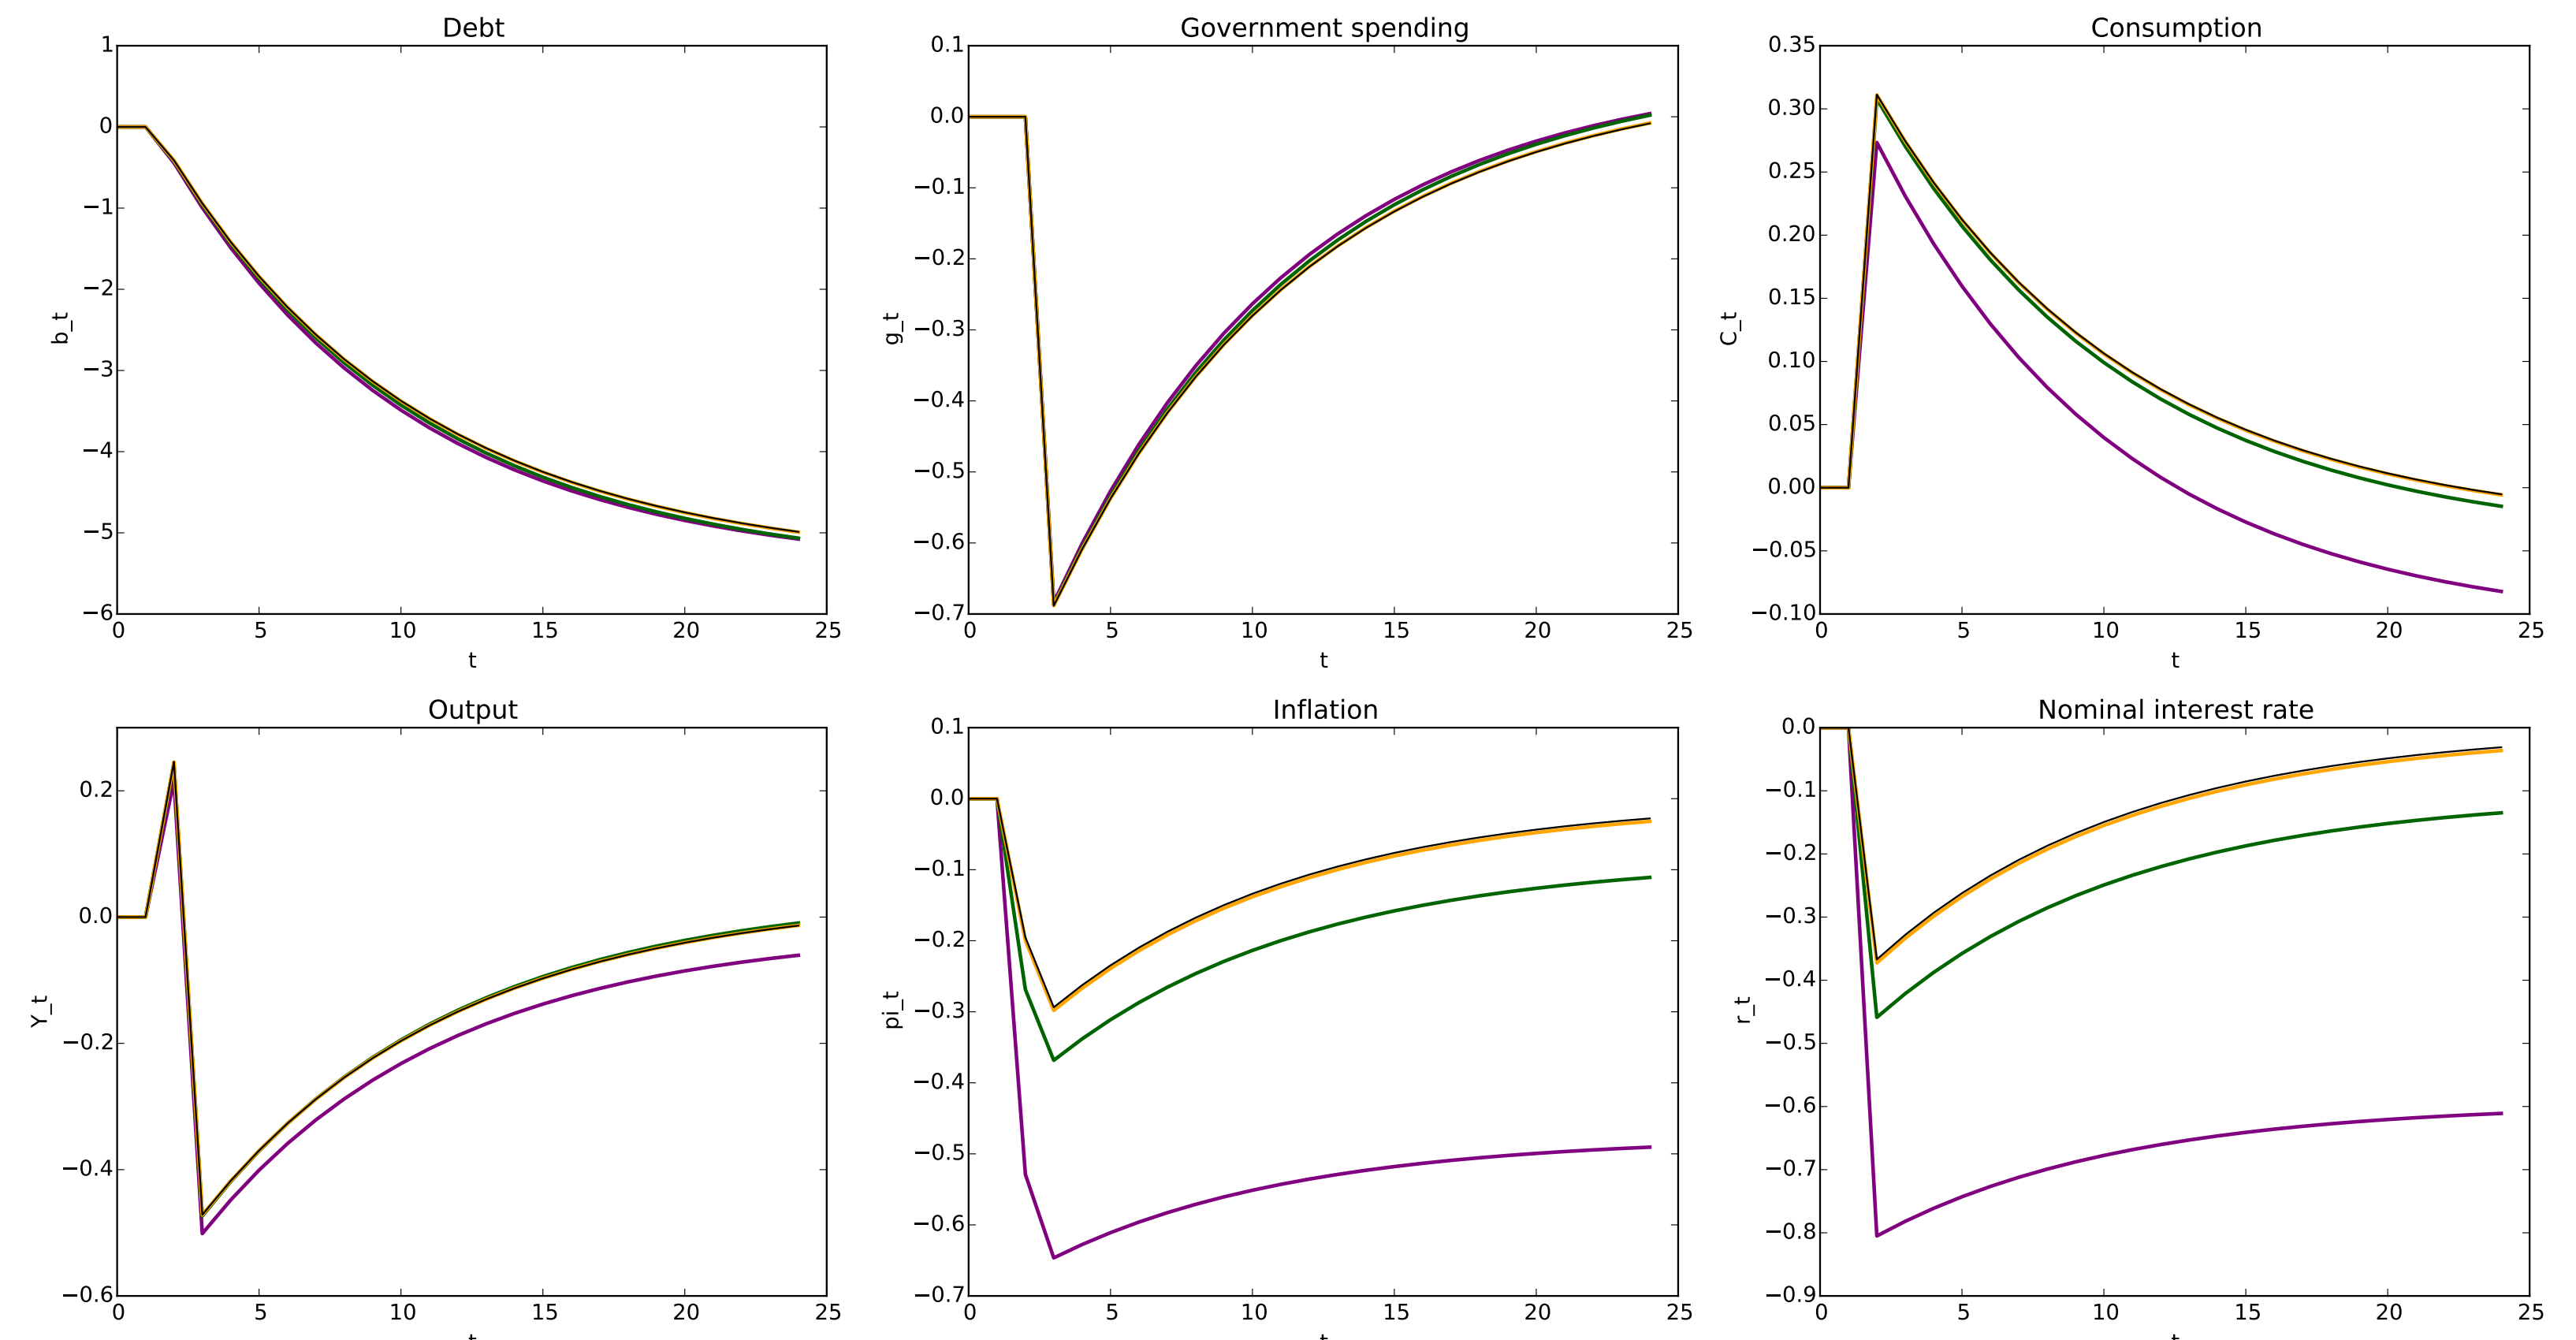 Debt
1
0
−1
−2
−3
−4
−5
−6
b_t
0 5 10 15 20 25
t
Government spending
0.1
0.0
−0.1
−0.2
−0.3
−0.4
−0.5
−0.6
−0.7
g_t
0 5 10 15 20 25
t
Consumption
0.35
0.30
0.25
0.20
0.15
0.10
0.05
0.00
−0.05
−0.10
C_t
0 5 10 15 20 25
t
Output
0.2
0.0
−0.2
−0.4
−0.6
Y_t
0 5 10 15 20 25
t
Inflation
0.1
0.0
−0.1
−0.2
−0.3
−0.4
−0.5
−0.6
−0.7
pi_t
0 5 10 15 20 25
t
Nominal interest rate
0.0
−0.1
−0.2
−0.3
−0.4
−0.5
−0.6
−0.7
−0.8
−0.9
r_t
0 5 10 15 20 25
t